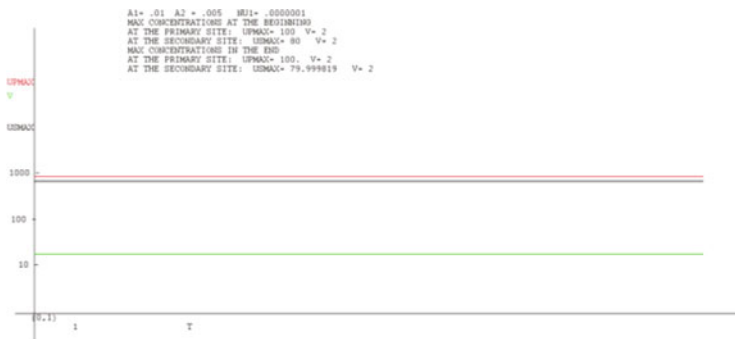 A1= .01 A2 = .005 NU1= .0000001
MAX CONCENTRATIONS AT THE BEGINNING
AT THE PRIMARY SITE: UPMAX= 100 V= 2
AT THE SECONDARY SITE: USMAX= 80 V= 2
MAX CONCENTRATIONS IN THE END
AT THE PRIMARY SITE: UPMAX= 100. V= 2
AT THE SECONDARY SITE: USMAX= 79.999819 V= 2
UPMAX
V
USMAX
1000
100
10
(0,1)
1 T